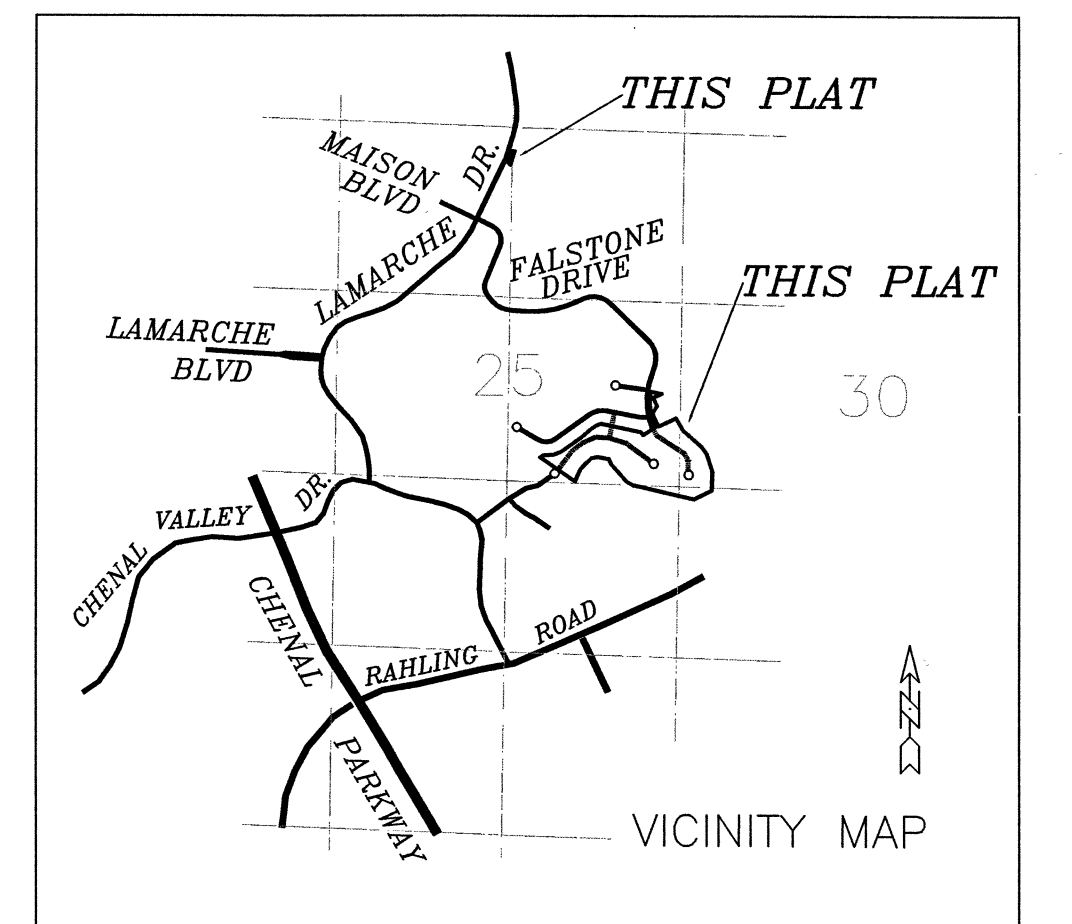 THIS PLAT
MAISON
BLVD
DR.
LAMARCHE
FALSTONE
DRIVE
THIS PLAT
LAMARCHE
BLVD
25
30
DR.
VALLEY
CHENAL
CHENAL
ROAD
RAHLING
N
PARKWAY
VICINITY MAP